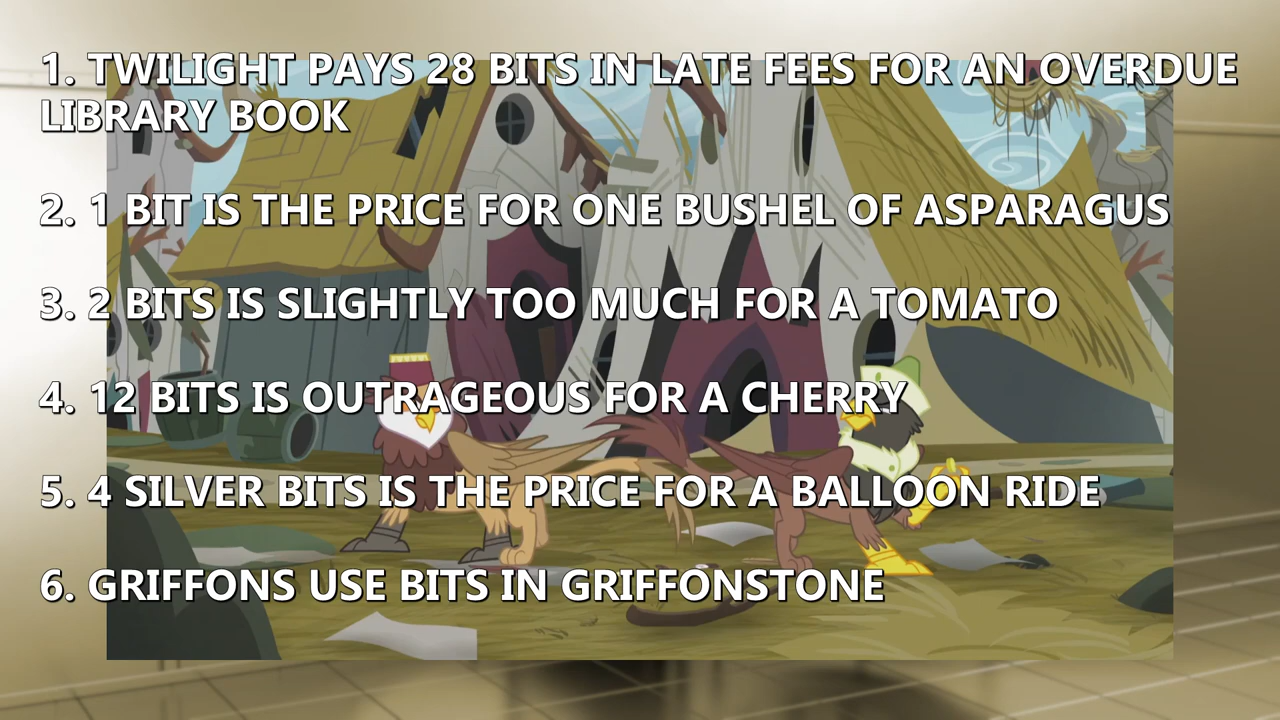 1. TWILIGHT PAYS 28 BITS IN LATE FEES FOR AN OVERDUE
LIBRARY BOOK
2. 1 BIT IS THE PRICE FOR ONE BUSHEL OF ASPARAGUS
3. 2 BITS IS SLIGHTLY TOO MUCH FOR A TOMATO
4. 12 BITS IS OUTRAGEOUS FOR A CHERRY
5. 4 SILVER BITS IS THE PRICE FOR A BALLOON RIDE
6. GRIFFONS USE BITS IN GRIFFONSTONE